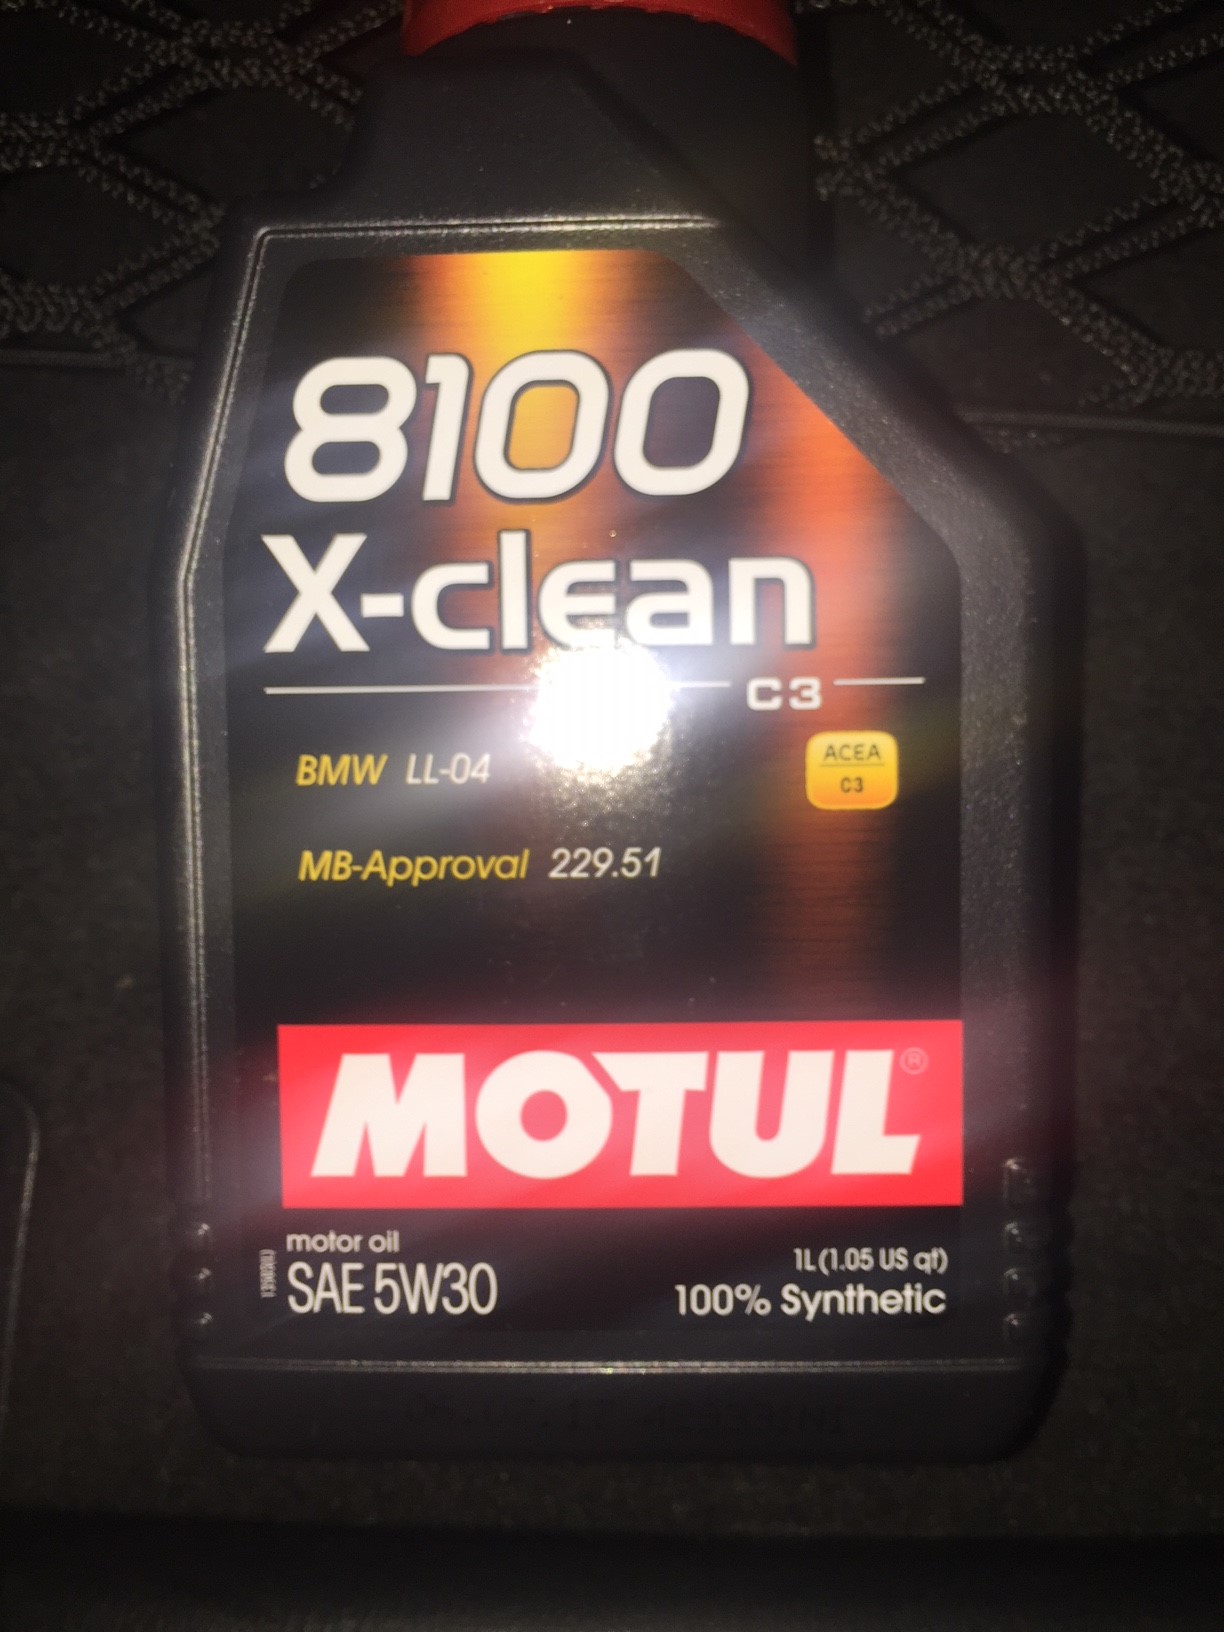 8100
X-clean
C3
BMW LL-04
ACEA
C3
MB-Approval 229.51
MOTUL®
motor oil
SAE 5W30
1L (1.05 US qt)
100% Synthetic